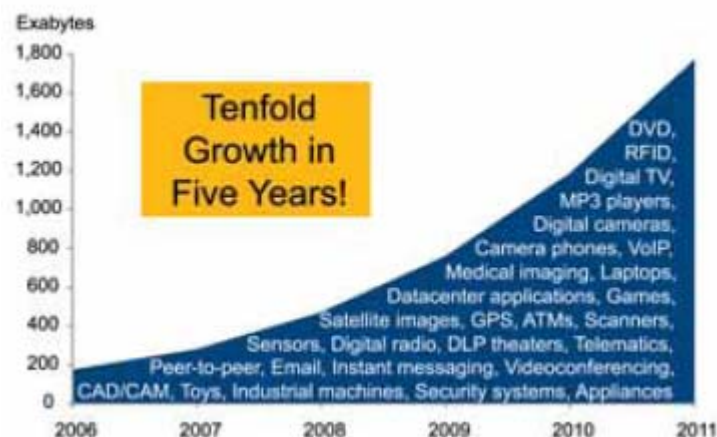 Exabytes
1,800
1,600
1,400
1,200
1,000
800
600
400
200
0
Tenfold
Growth in
Five Years!
DVD,
RFID,
Digital TV,
MP3 players,
Digital cameras,
Camera phones, VoIP,
Medical imaging, Laptops,
Datacenter applications, Games,
Satellite images, GPS, ATMs, Scanners,
Sensors, Digital radio, DLP theaters, Telematics,
Peer-to-peer, Email, Instant messaging, Videoconferencing,
CAD/CAM, Toys, Industrial machines, Security systems, Appliances
2006 2007 2008 2009 2010 2011